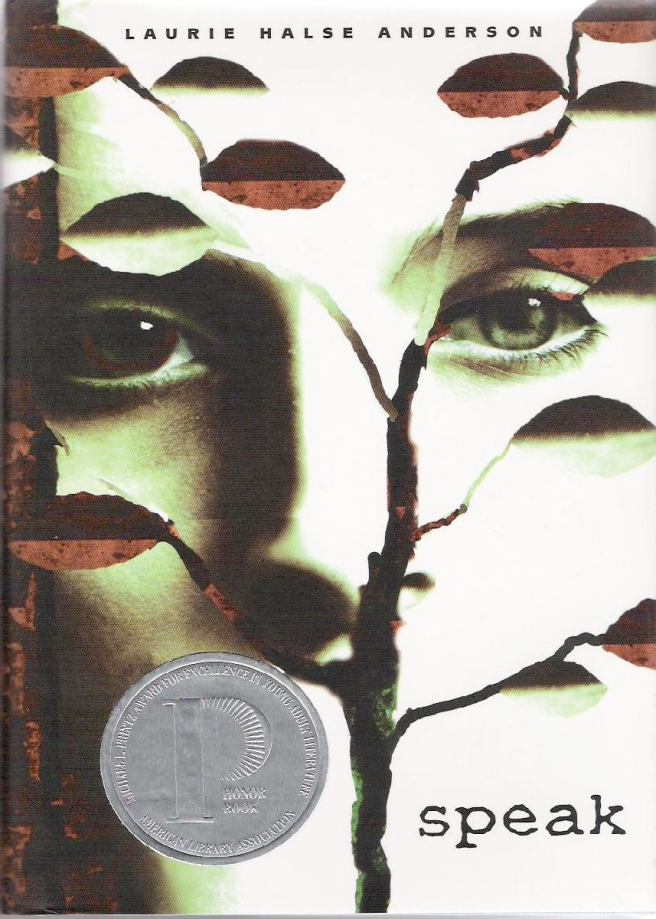 LAURIE HALSE ANDERSON
MICHAEL L. PRINTZ AWARD FOR EXCELLENCE IN YOUNG ADULT LITERATURE
P
HONOR
BOOK
AMERICAN LIBRARY ASSOCIATION
speak